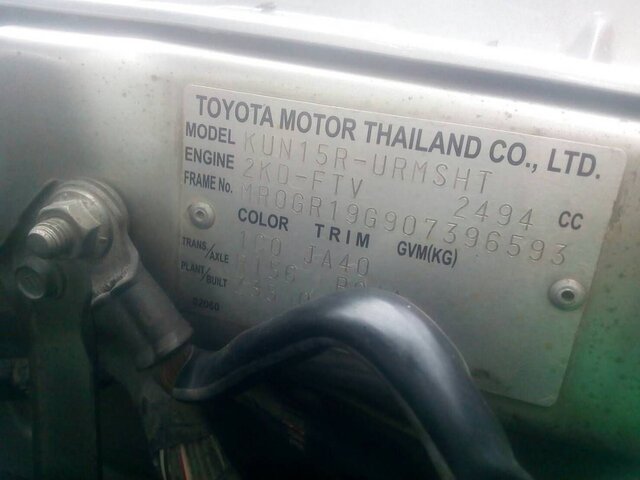 TOYOTA MOTOR THAILAND CO., LTD.
MODEL KUN15R-URMSHT
ENGINE 2KD-FTV 2494 CC
FRAME No. MR0GR19G907396593
COLOR TRIM GVM(KG)
1C0 JA40
TRANS/AXLE
PLANT/BUILT
02060